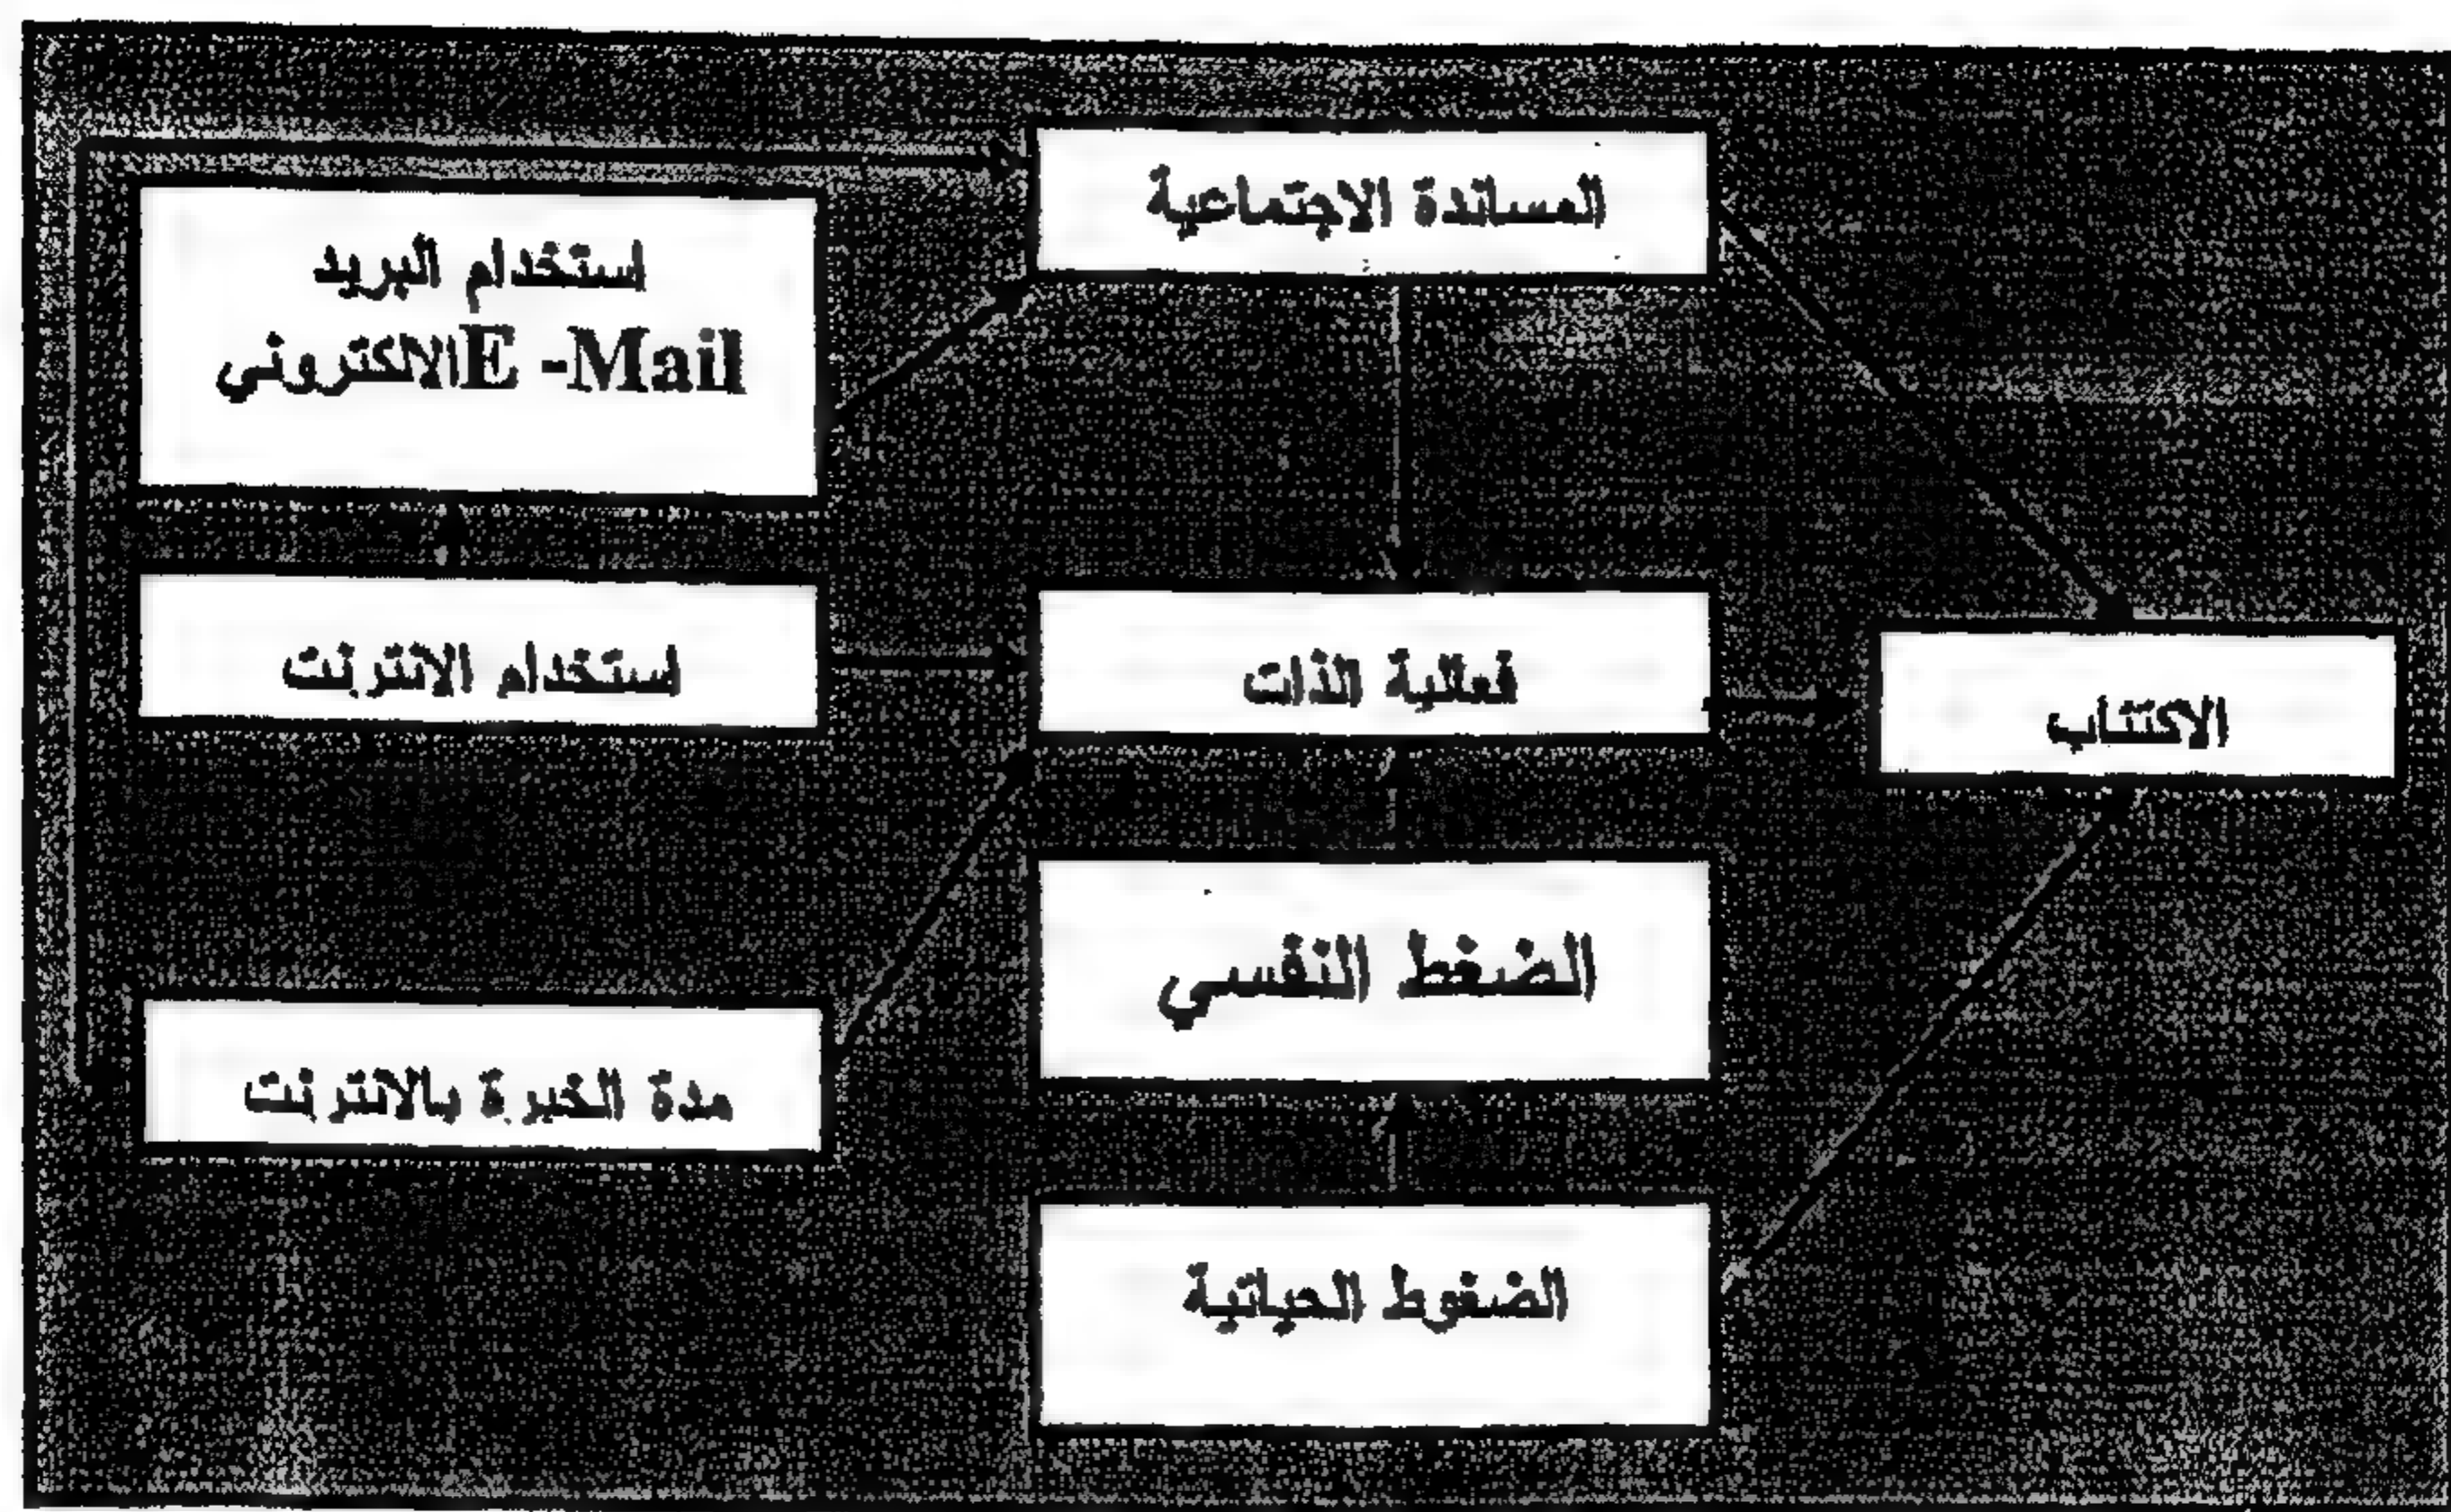 المساندة الاجتماعية
استخدام البريد
الالكتروني E -Mail
فعالية الذات
استخدام الانترنت
الاكتئاب
الضغط النفسي
مدة الخبرة بالانترنت
الضغوط الحياتية